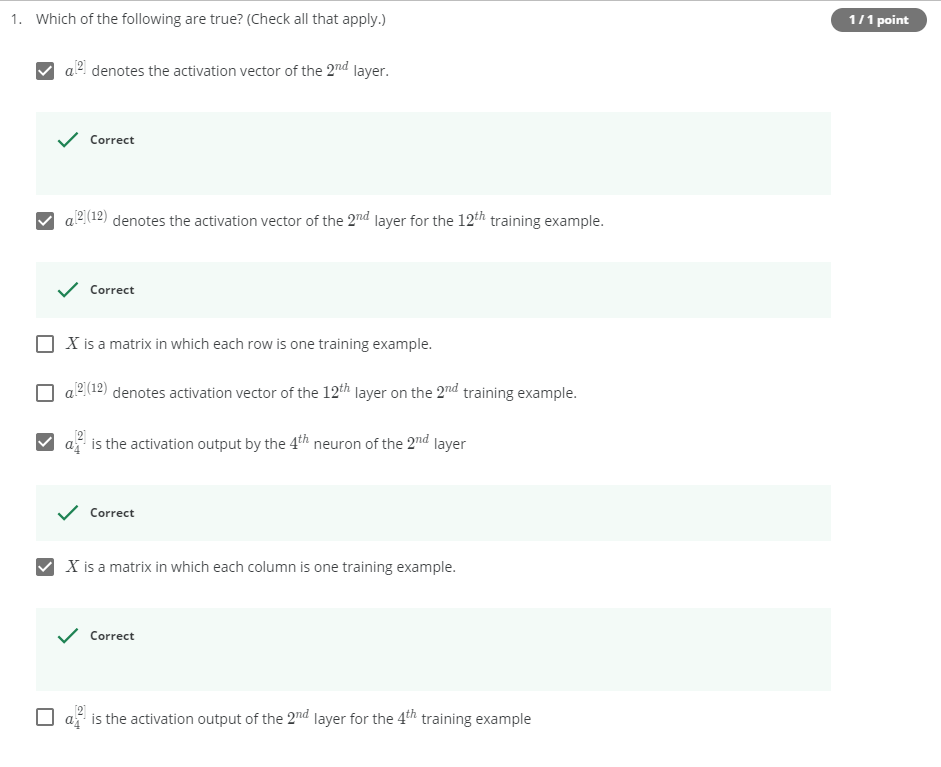 1. Which of the following are true? (Check all that apply.)
1 / 1 point
a^[2] denotes the activation vector of the 2^nd layer.
Correct
a^[2](12) denotes the activation vector of the 2^nd layer for the 12^th training example.
Correct
X is a matrix in which each row is one training example.
a^[2](12) denotes activation vector of the 12^th layer on the 2^nd training example.
a_4^[2] is the activation output by the 4^th neuron of the 2^nd layer
Correct
X is a matrix in which each column is one training example.
Correct
a_4^[2] is the activation output of the 2^nd layer for the 4^th training example